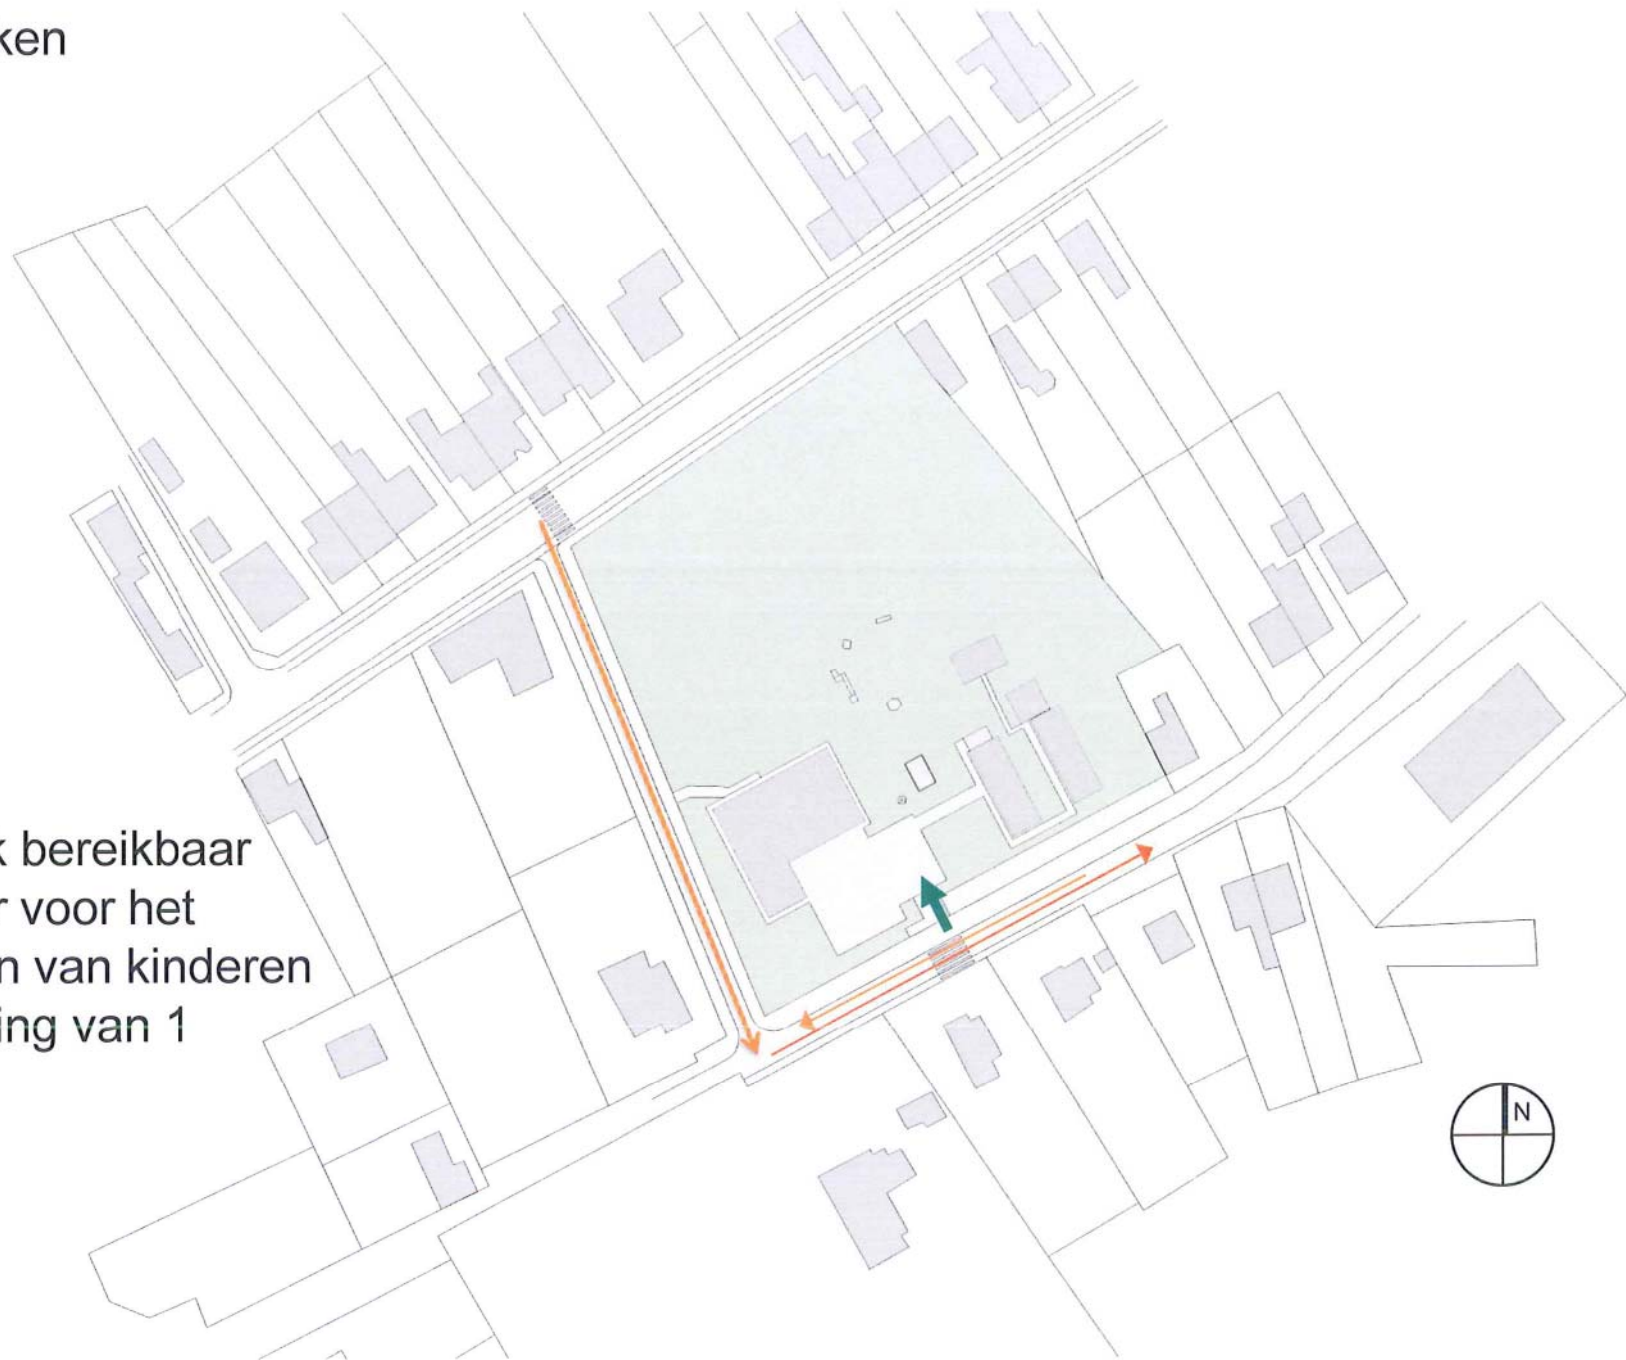 ken
k bereikbaar
r voor het
n van kinderen
ing van 1
N